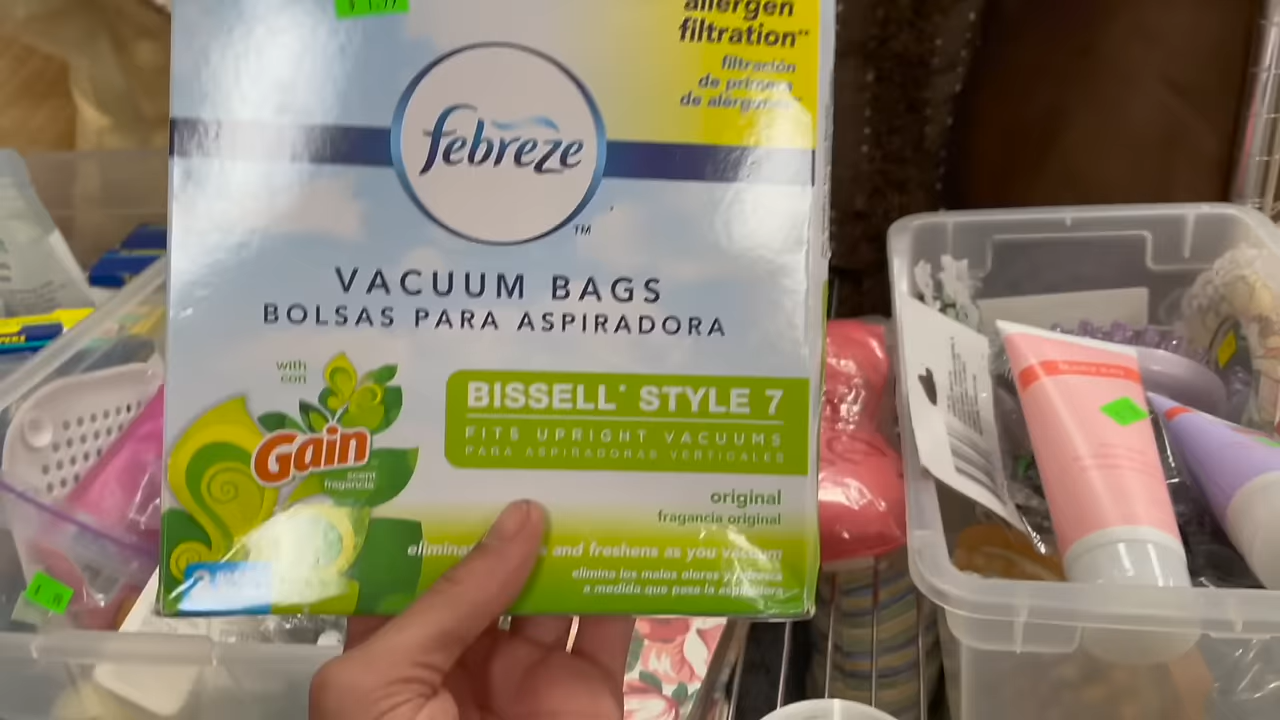 allergen
filtration**
filtración
de primera
de alérgenos
febreze
TM
VACUUM BAGS
BOLSAS PARA ASPIRADORA
with
con
Gain
scent
fragancia
BISSELL* STYLE 7
FITS UPRIGHT VACUUMS
PARA ASPIRADORAS VERTICALES
original
fragancia original
and freshens as you vacuum
elimina los malos olores y refresca
a medida que pasa la aspiradora